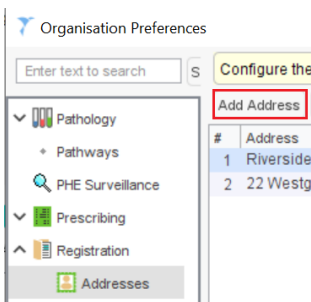 Organisation Preferences
Enter text to search
S
Configure the
Add Address
# Address
1 Riverside
2 22 Westg
Pathology
Pathways
PHE Surveillance
Prescribing
Registration
Addresses